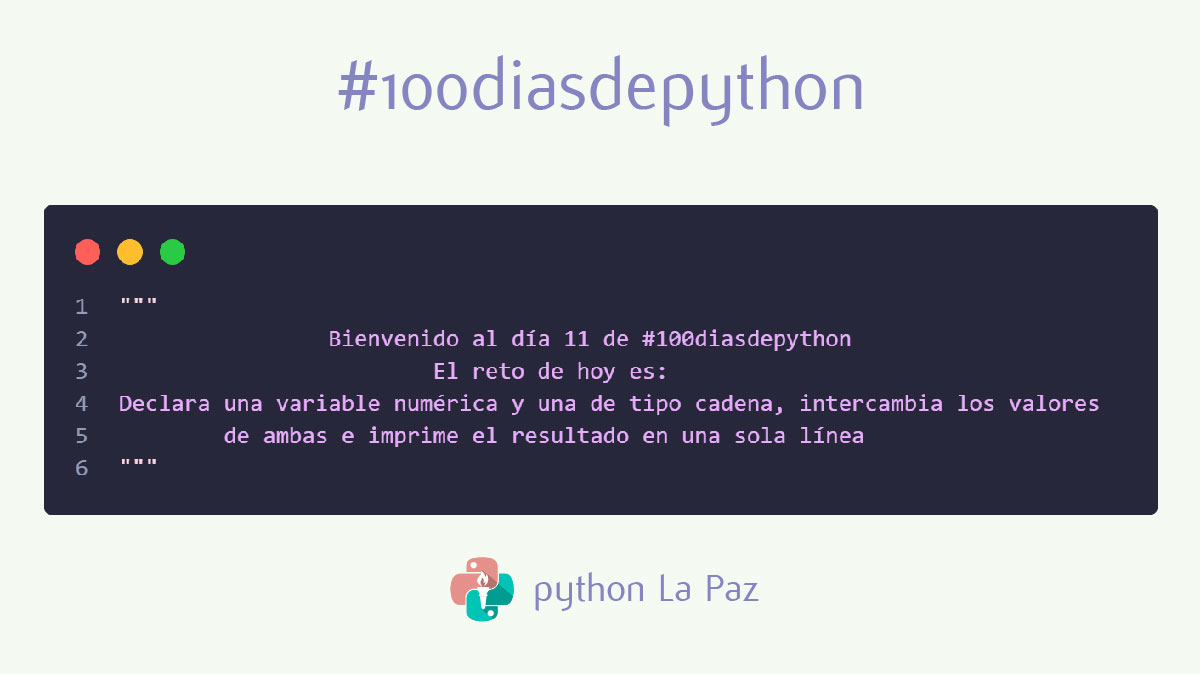 #100diasdepython
1 """
2 Bienvenido al día 11 de #100diasdepython
3 El reto de hoy es:
4 Declara una variable numérica y una de tipo cadena, intercambia los valores
5 de ambas e imprime el resultado en una sola línea
6 """
python La Paz